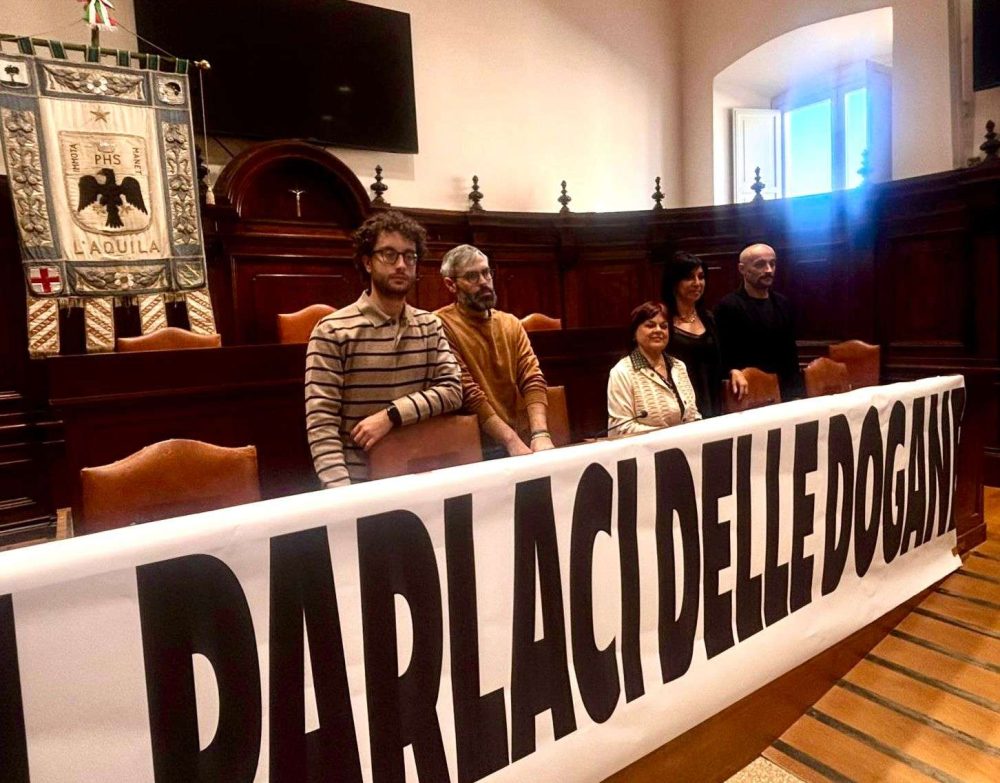 IMMOTA PHS MANET
L'AQUILA
PARLACI DELLE DOGANE